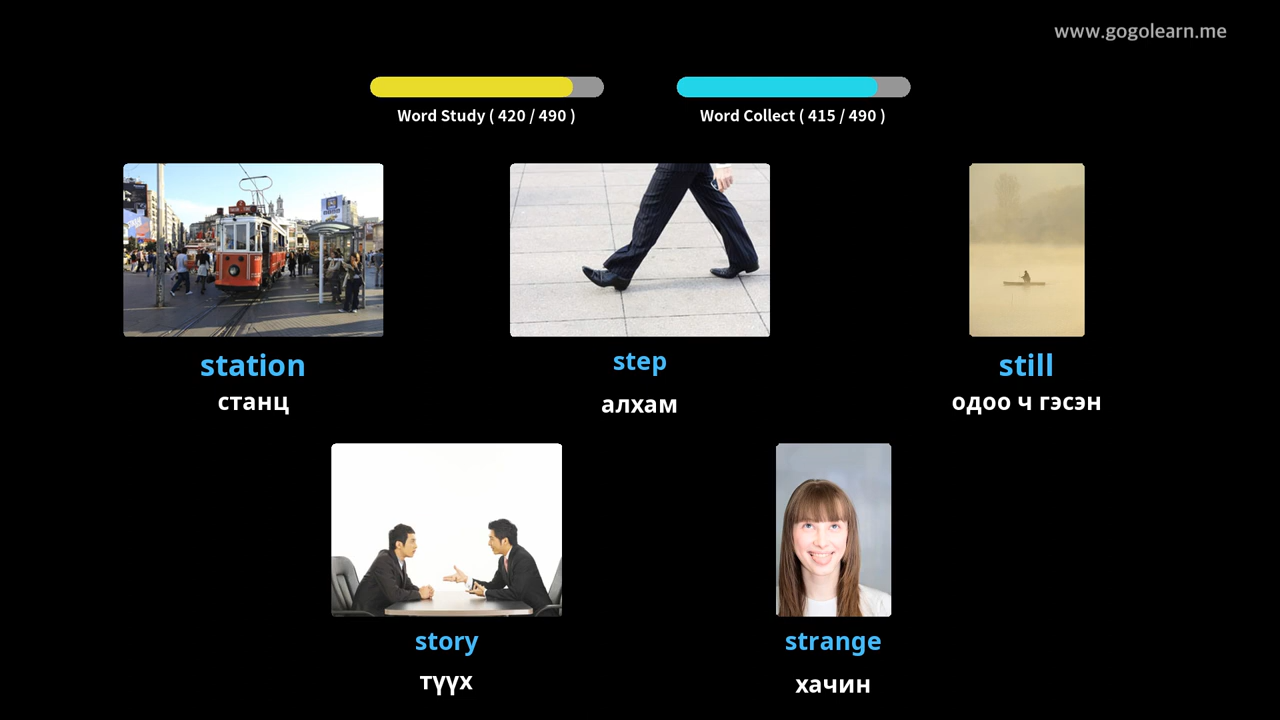 www.gogolearn.me
Word Study ( 420 / 490 )
Word Collect ( 415 / 490 )
station
станц
step
алхам
still
одоо ч гэсэн
story
түүх
strange
хачин